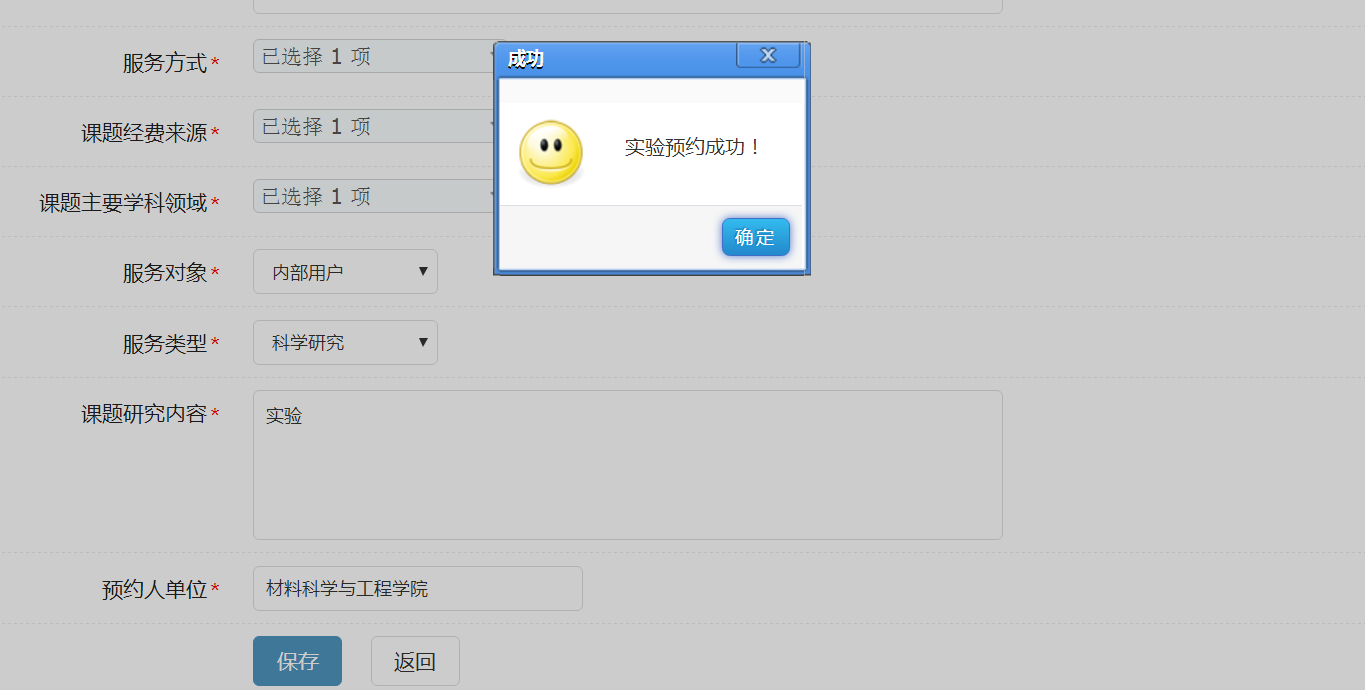 服务方式* 已选择 1 项
课题经费来源* 已选择 1 项
课题主要学科领域* 已选择 1 项
服务对象* 内部用户
服务类型* 科学研究
课题研究内容* 实验
预约人单位* 材料科学与工程学院
保存 返回
成功
实验预约成功！
确定